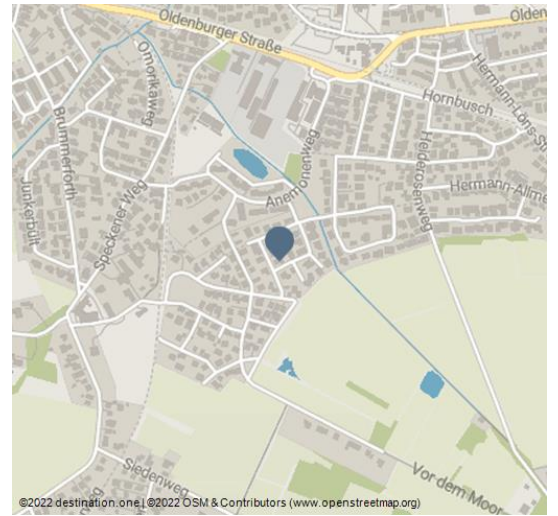 Oldenburger Straße
Olden
Omorikaweg
Hermann-Löns-St
Hornbusch
Brummerforth
Anemonenweg
Heiderosenweg
Hermann-Allme
Junkerbült
Speckener Weg
Siedenweg
Vor dem Moor
©2022 destination.one | ©2022 OSM & Contributors (www.openstreetmap.org)